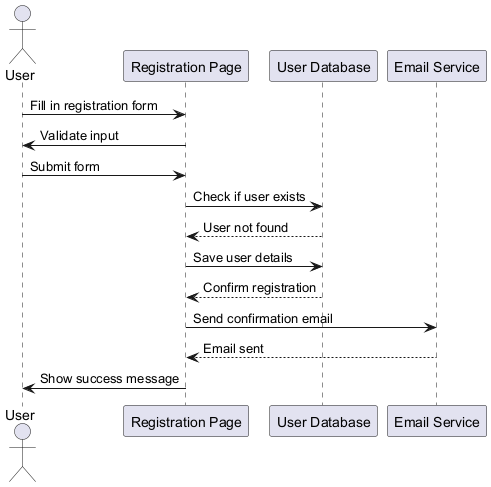 User
Registration Page
User Database
Email Service
Fill in registration form
Validate input
Submit form
Check if user exists
User not found
Save user details
Confirm registration
Send confirmation email
Email sent
Show success message
User
Registration Page
User Database
Email Service